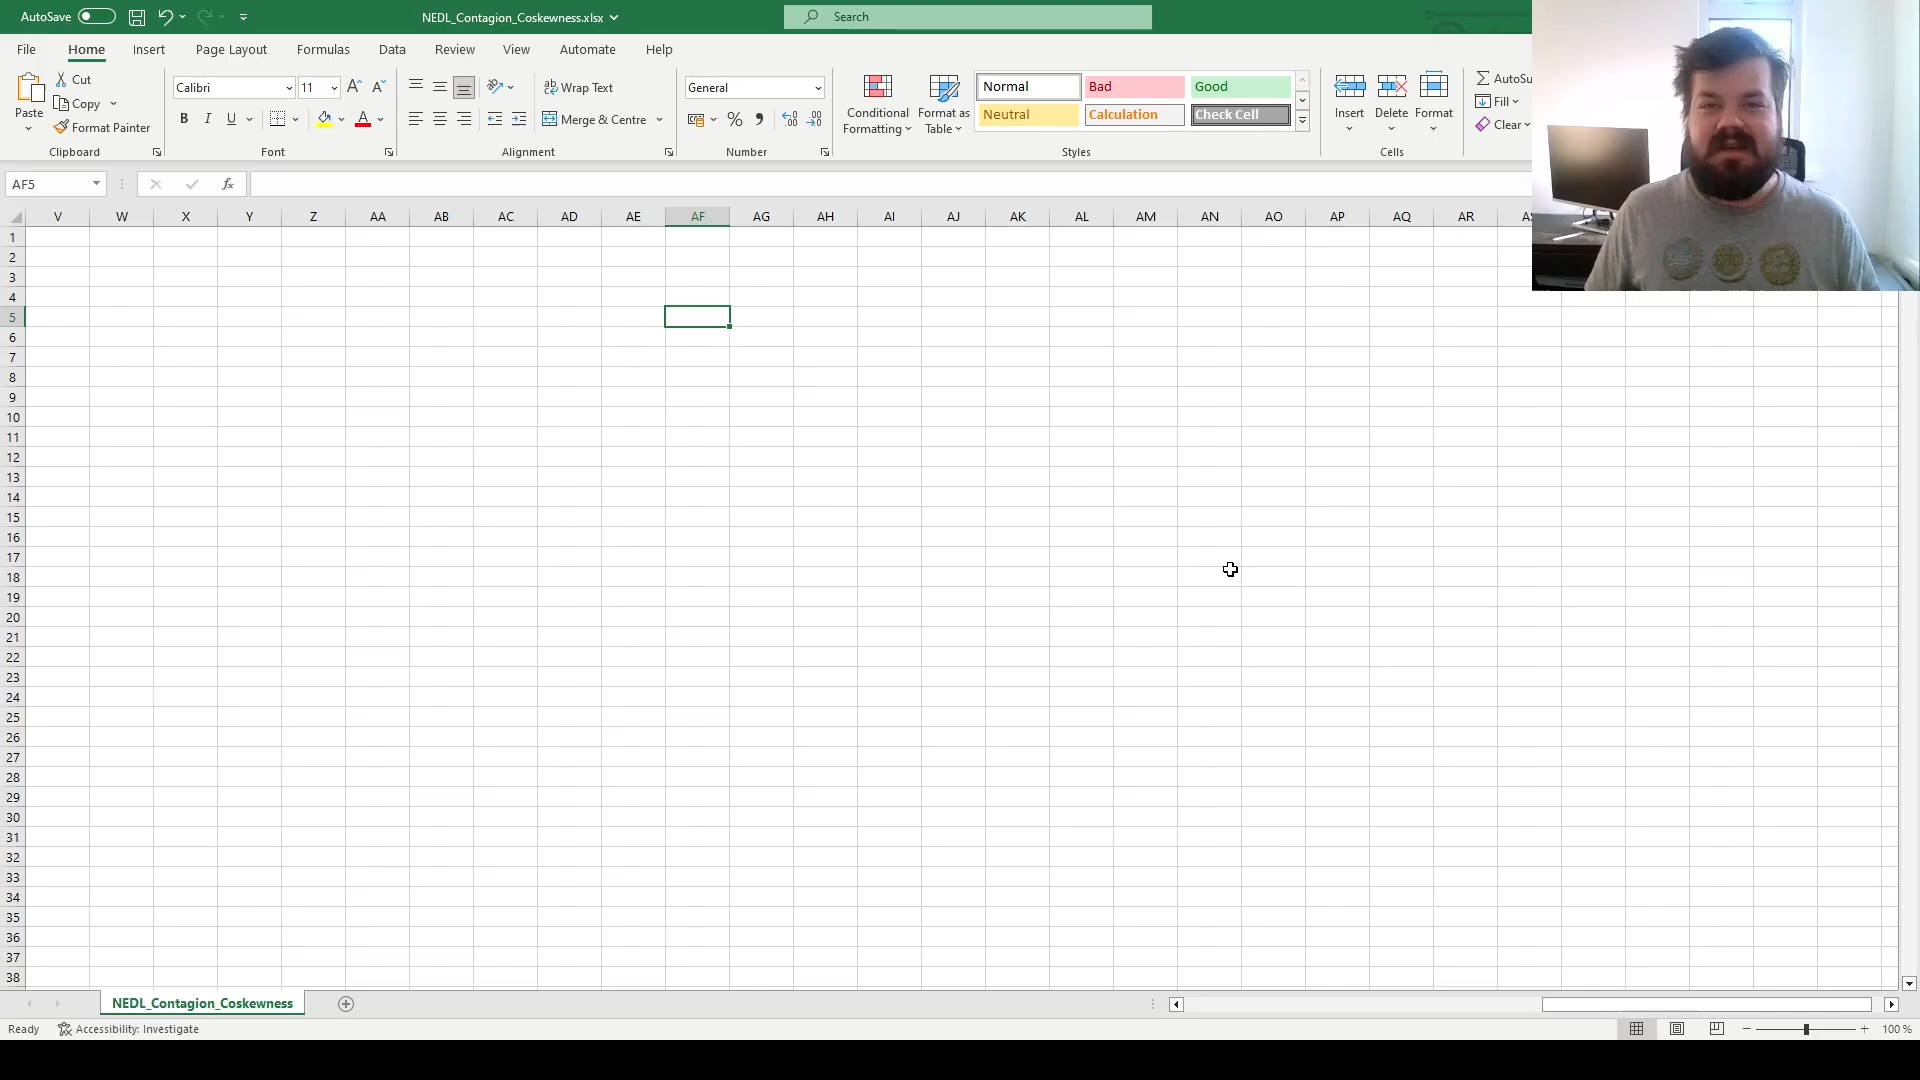 AutoSave
NEDL_Contagion_Coskewness.xlsx
Search
File Home Insert Page Layout Formulas Data Review View Automate Help
Paste
Cut
Copy
Format Painter
Clipboard
Calibri 11
B I U
Font
Wrap Text
Merge & Centre
Alignment
General
Number
Conditional Formatting
Format as Table
Normal Bad Good
Neutral Calculation Check Cell
Styles
Insert Delete Format
Cells
AutoSu
Fill
Clear
AF5
fx
V W X Y Z AA AB AC AD AE AF AG AH AI AJ AK AL AM AN AO AP AQ AR AS
1
2
3
4
5
6
7
8
9
10
11
12
13
14
15
16
17
18
19
20
21
22
23
24
25
26
27
28
29
30
31
32
33
34
35
36
37
38
NEDL_Contagion_Coskewness
Ready Accessibility: Investigate
100 %